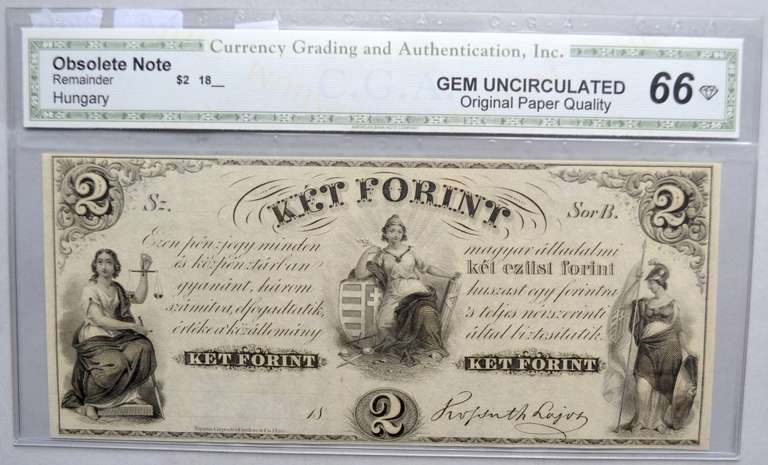 Currency Grading and Authentication, Inc.
Obsolete Note
Remainder $2 18__
Hungary
C.G.A
GEM UNCIRCULATED
Original Paper Quality
66
2
Sz.
KÉT FORINT
Sor B.
2
Ezen pénzjegy minden magyar álladalmi
és közpénztárban két ezüst forint
gyanánt, három huszast egy forintra
számítva, elfogadtatik, 's teljes névszerinti
értéke a közállomány által biztosítatik.
KÉT FORINT
KÉT FORINT
18
2
Kossuth Lajos